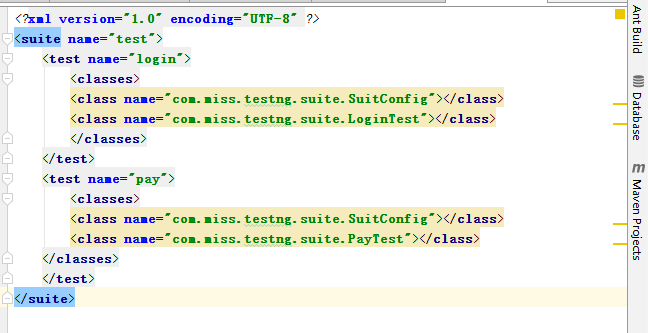 <?xml version="1.0" encoding="UTF-8" ?>
<suite name="test">
<test name="login">
<classes>
<class name="com.miss.testng.suite.SuitConfig"></class>
<class name="com.miss.testng.suite.LoginTest"></class>
</classes>
</test>
<test name="pay">
<classes>
<class name="com.miss.testng.suite.SuitConfig"></class>
<class name="com.miss.testng.suite.PayTest"></class>
</classes>
</test>
</suite>
Ant Build
Database
m Maven Projects